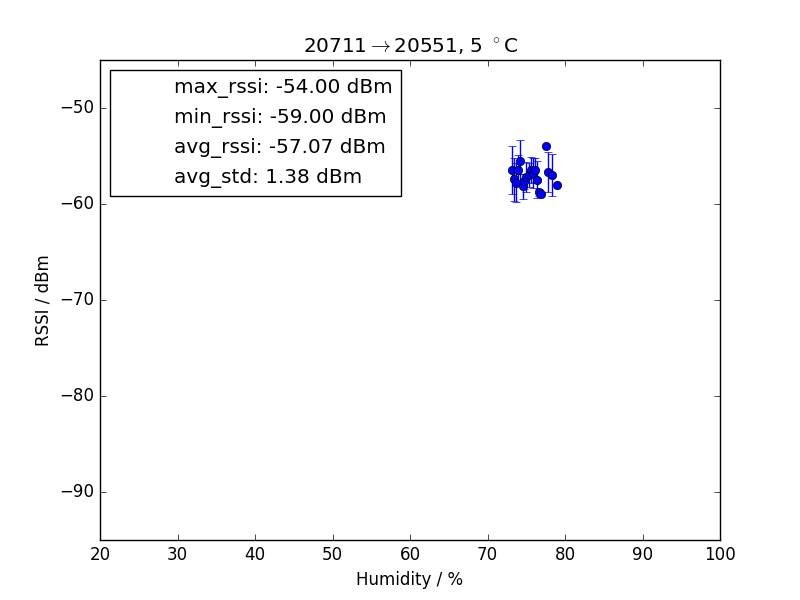 20711→20551, 5 °C
max_rssi: -54.00 dBm
min_rssi: -59.00 dBm
avg_rssi: -57.07 dBm
avg_std: 1.38 dBm
−50
−60
−70
−80
−90
RSSI / dBm
20 30 40 50 60 70 80 90 100
Humidity / %